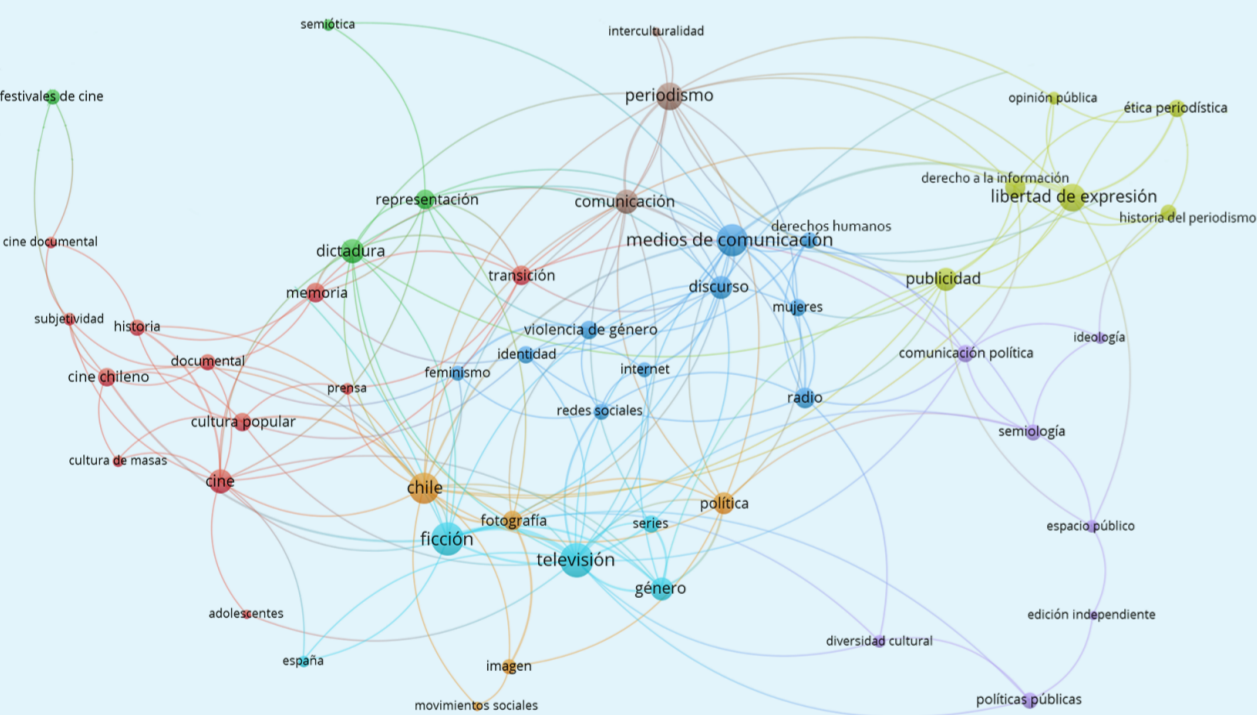 semiótica
interculturalidad
festivales de cine
periodismo
opinión pública
ética periodística
derecho a la información
representación
comunicación
libertad de expresión
historia del periodismo
derechos humanos
cine documental
medios de comunicación
dictadura
transición
publicidad
memoria
discurso
mujeres
subjetividad
historia
violencia de género
ideología
identidad
comunicación política
documental
cine chileno
feminismo
internet
prensa
radio
redes sociales
cultura popular
semiología
cultura de masas
cine
chile
política
fotografía
series
espacio público
ficción
televisión
género
adolescentes
edición independiente
diversidad cultural
españa
imagen
políticas públicas
movimientos sociales